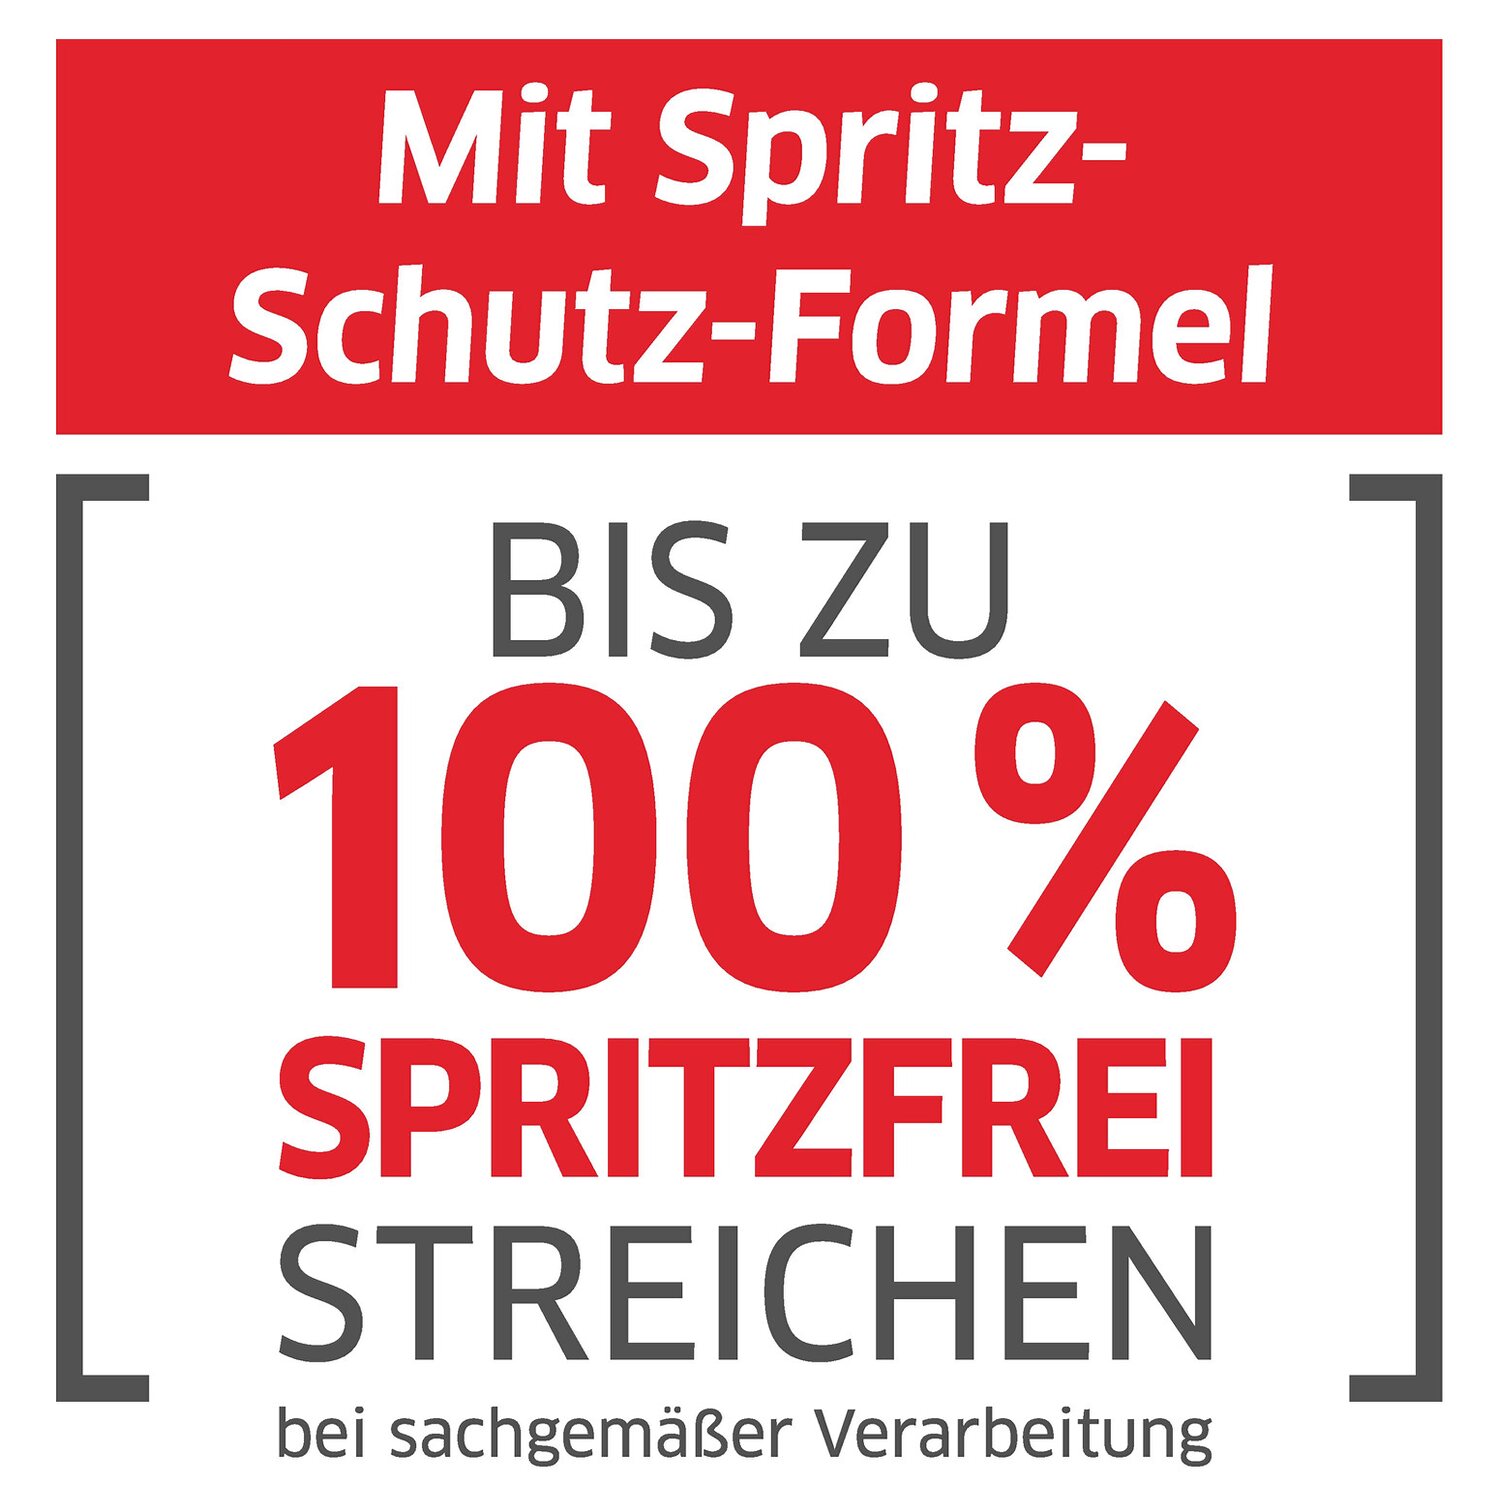 Mit Spritz-
Schutz-Formel
BIS ZU
100 %
SPRITZFREI
STREICHEN
bei sachgemäßer Verarbeitung